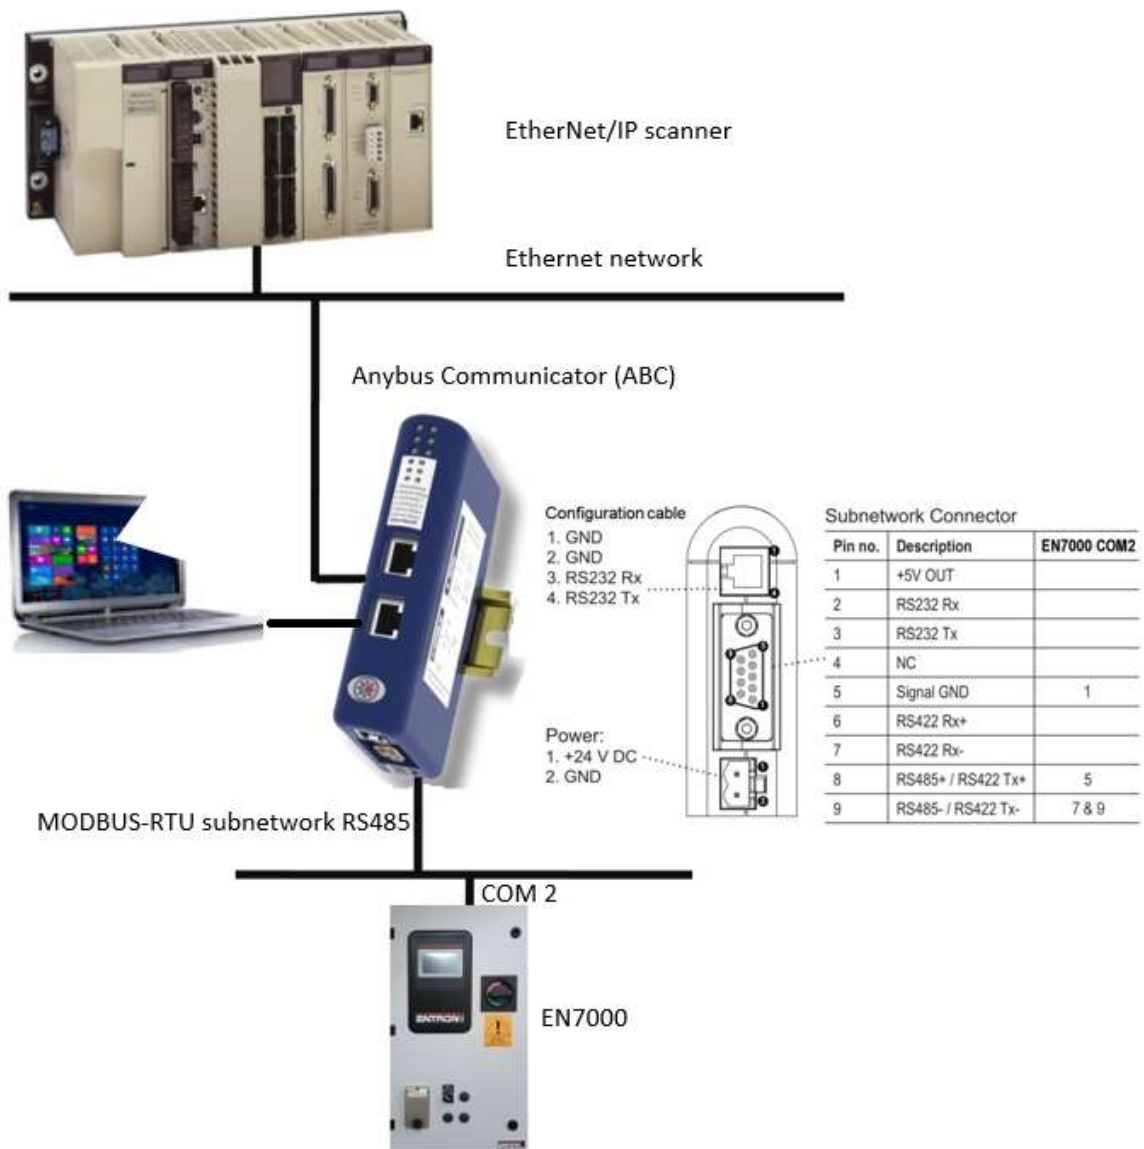 EtherNet/IP scanner
Ethernet network
Anybus Communicator (ABC)
Configuration cable
1. GND
2. GND
3. RS232 Rx
4. RS232 Tx
Power:
1. +24 V DC
2. GND
Subnetwork Connector
Pin no. Description EN7000 COM2
1 +5V OUT
2 RS232 Rx
3 RS232 Tx
4 NC
5 Signal GND 1
6 RS422 Rx+
7 RS422 Rx-
8 RS485+ / RS422 Tx+ 5
9 RS485- / RS422 Tx- 7 & 9
MODBUS-RTU subnetwork RS485
COM 2
ENTRON
EN7000